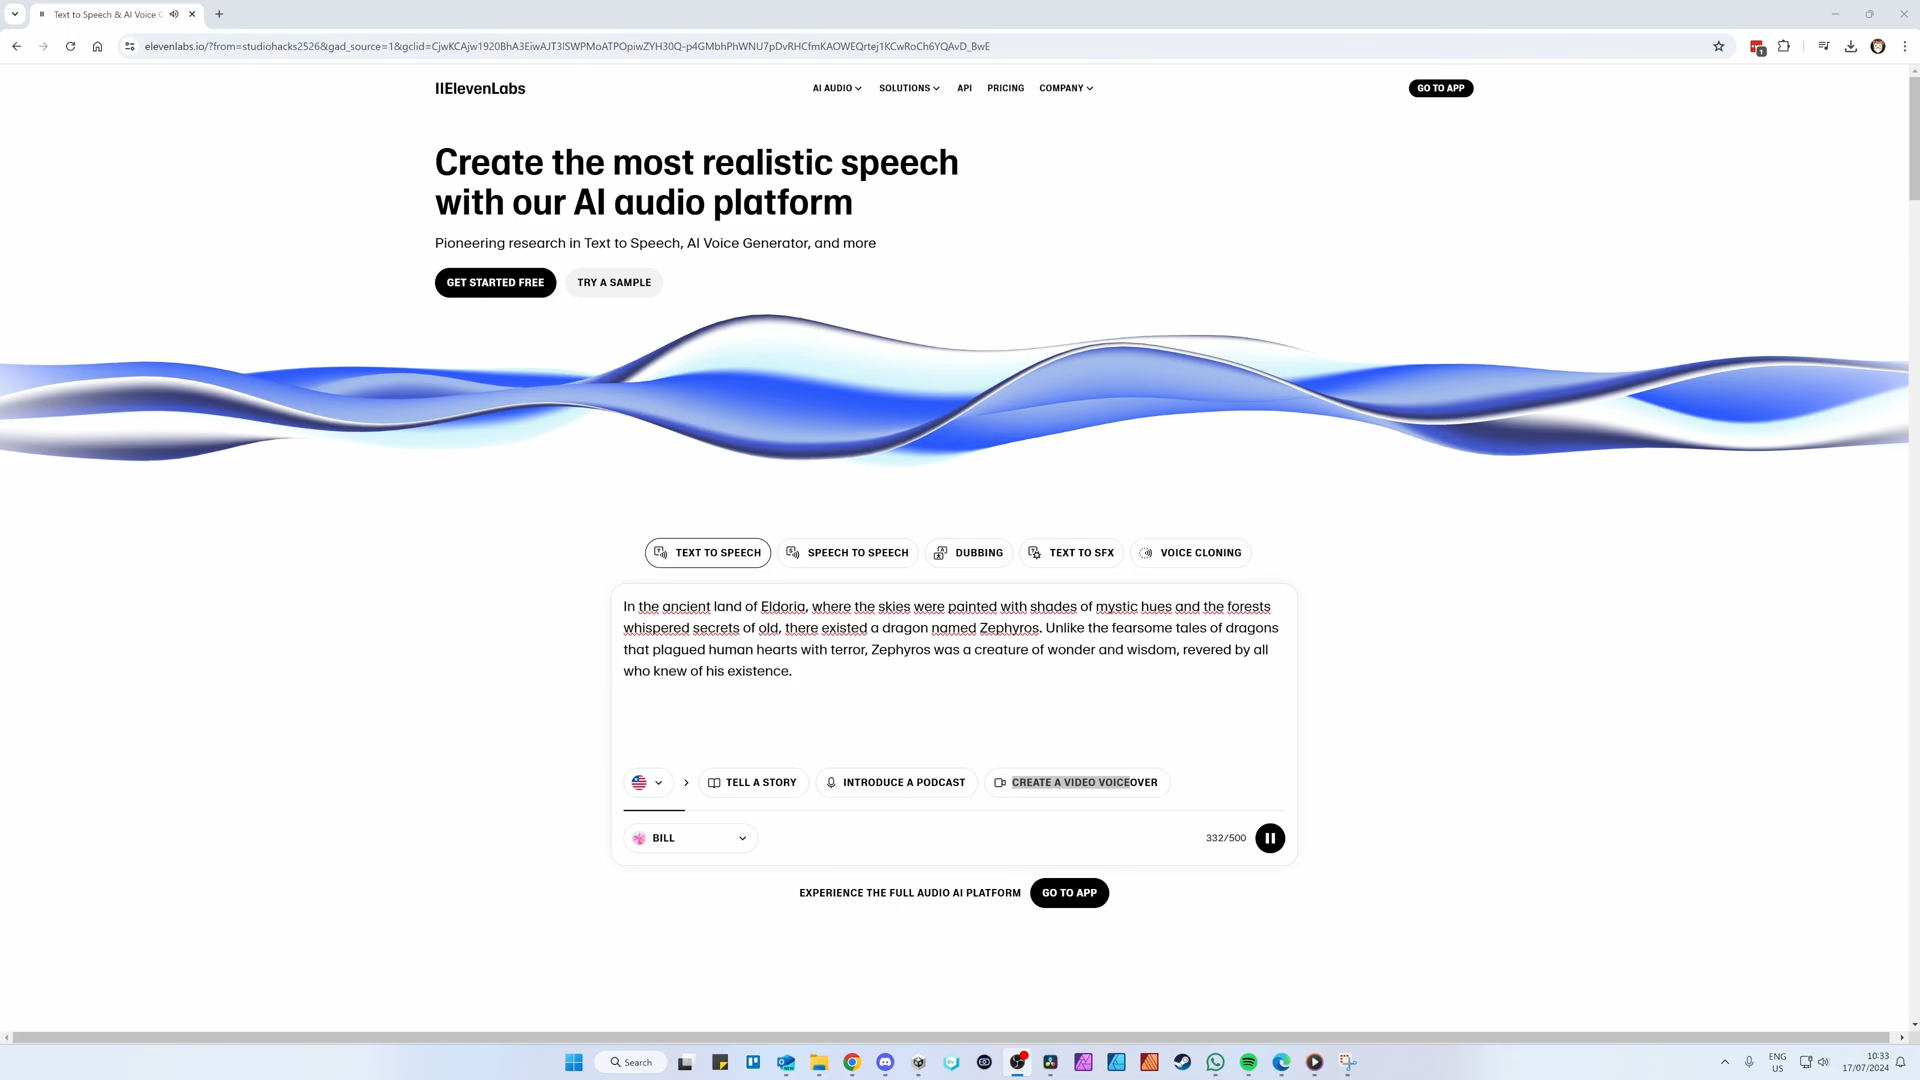 Text to Speech & AI Voice G
elevenlabs.io/?from=studiohacks2526&gad_source=1&gclid=CjwKCAjw1920BhA3EiwAJT3lSWPMoATPOpiwZYH30Q-p4GMbhPhWNU7pDvRHCfmKAOWEQrtej1KCwRoCh6YQAvD_BwE
IIElevenLabs
AI AUDIO
SOLUTIONS
API
PRICING
COMPANY
GO TO APP
Create the most realistic speech
with our AI audio platform
Pioneering research in Text to Speech, AI Voice Generator, and more
GET STARTED FREE
TRY A SAMPLE
TEXT TO SPEECH
SPEECH TO SPEECH
DUBBING
TEXT TO SFX
VOICE CLONING
In the ancient land of Eldoria, where the skies were painted with shades of mystic hues and the forests
whispered secrets of old, there existed a dragon named Zephyros. Unlike the fearsome tales of dragons
that plagued human hearts with terror, Zephyros was a creature of wonder and wisdom, revered by all
who knew of his existence.
TELL A STORY
INTRODUCE A PODCAST
CREATE A VIDEO VOICEOVER
BILL
332/500
EXPERIENCE THE FULL AUDIO AI PLATFORM
GO TO APP
Search
ENG
US
10:33
17/07/2024